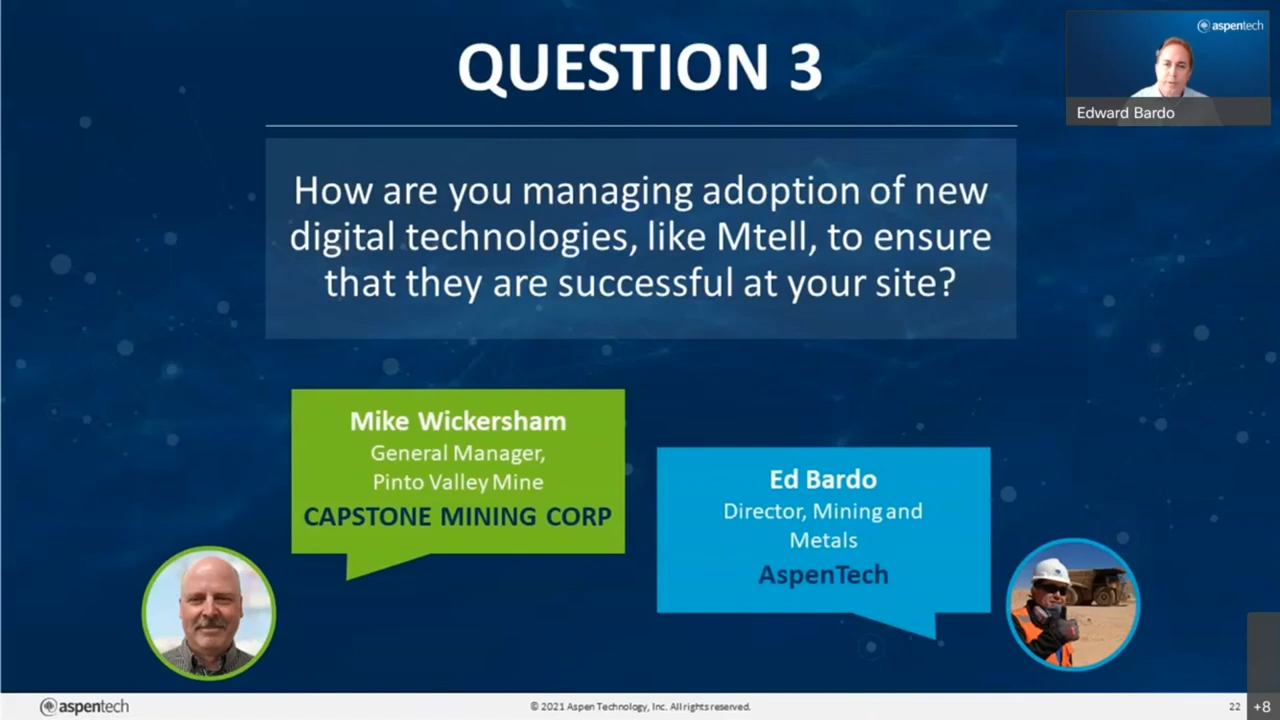 QUESTION 3
aspentech
Edward Bardo
How are you managing adoption of new
digital technologies, like Mtell, to ensure
that they are successful at your site?
Mike Wickersham
General Manager,
Pinto Valley Mine
CAPSTONE MINING CORP
Ed Bardo
Director, Mining and
Metals
AspenTech
aspentech
© 2021 Aspen Technology, Inc. All rights reserved.
22
+8